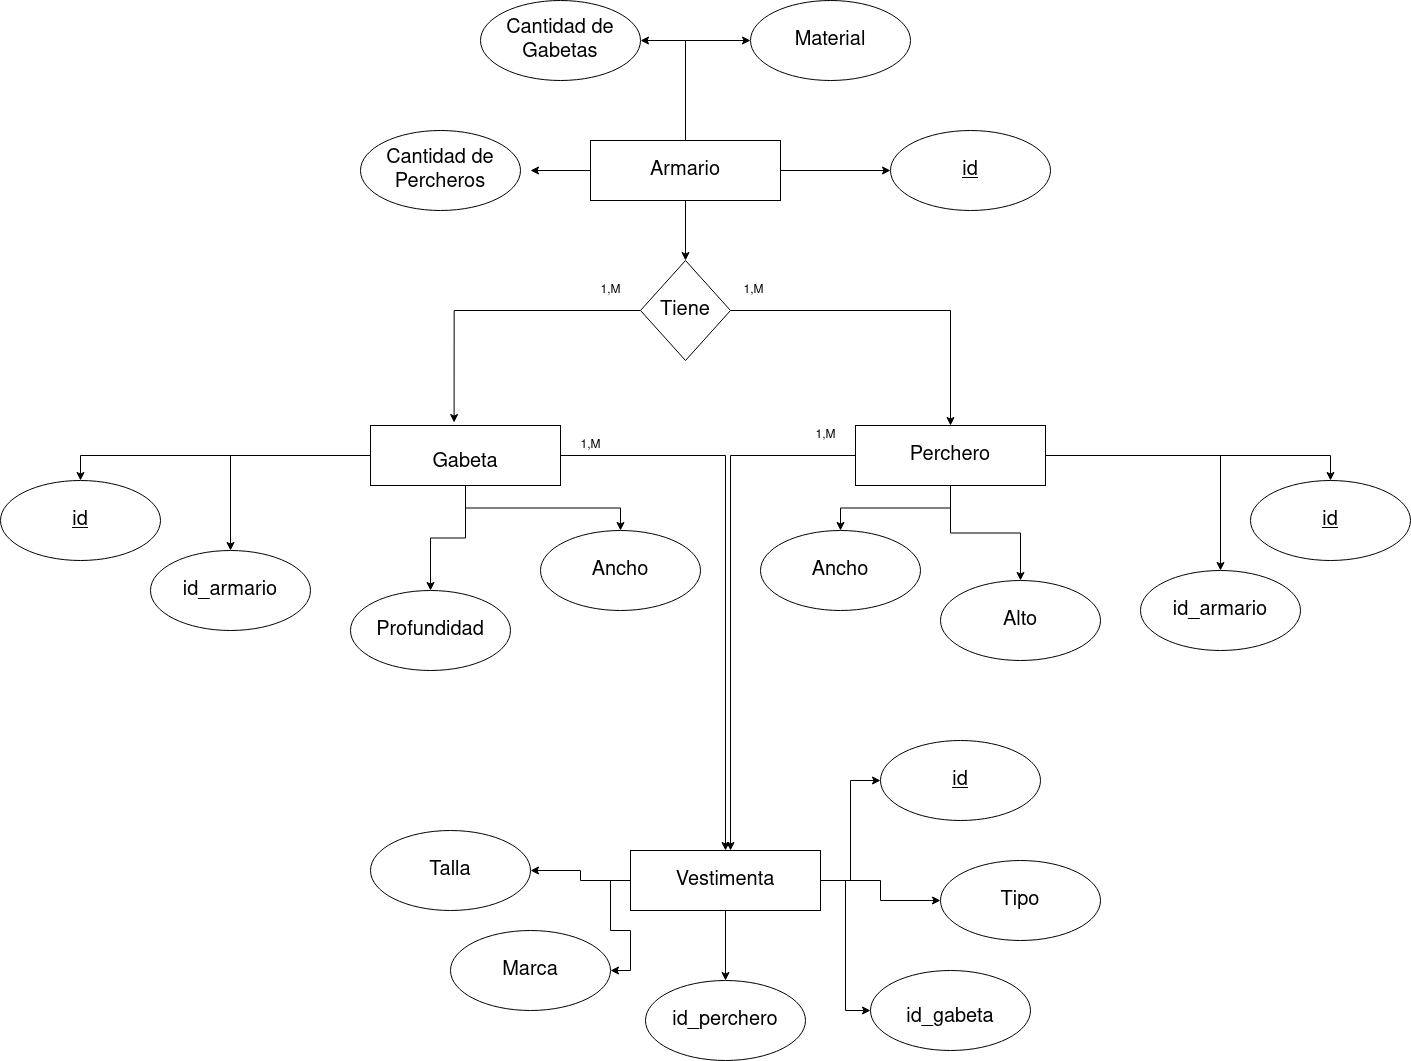 Cantidad de
Gabetas
Material
Cantidad de
Percheros
Armario
id
1,M
Tiene
1,M
Gabeta
1,M
1,M
Perchero
id
id_armario
Profundidad
Ancho
Ancho
Alto
id_armario
id
id
Talla
Vestimenta
Tipo
Marca
id_perchero
id_gabeta